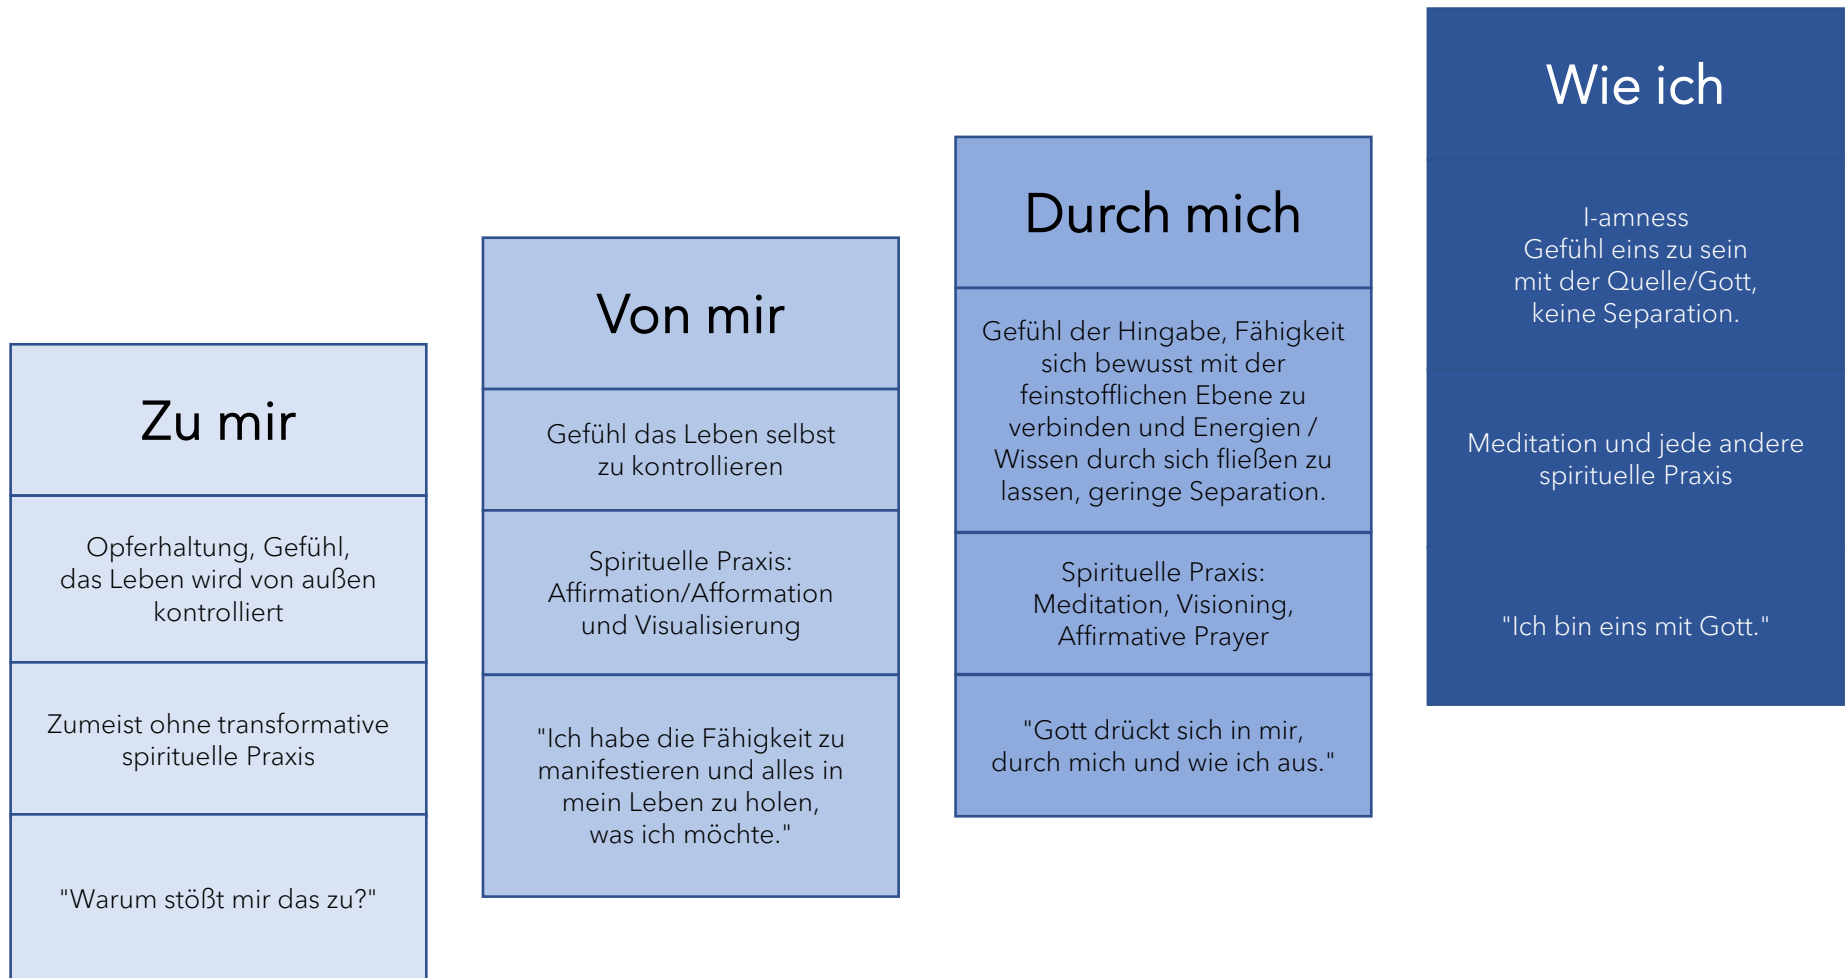 Zu mir
Opferhaltung, Gefühl,
das Leben wird von außen
kontrolliert
Zumeist ohne transformative
spirituelle Praxis
"Warum stößt mir das zu?"
Von mir
Gefühl das Leben selbst
zu kontrollieren
Spirituelle Praxis:
Affirmation/Afformation
und Visualisierung
"Ich habe die Fähigkeit zu
manifestieren und alles in
mein Leben zu holen,
was ich möchte."
Durch mich
Gefühl der Hingabe, Fähigkeit
sich bewusst mit der
feinstofflichen Ebene zu
verbinden und Energien /
Wissen durch sich fließen zu
lassen, geringe Separation.
Spirituelle Praxis:
Meditation, Visioning,
Affirmative Prayer
"Gott drückt sich in mir,
durch mich und wie ich aus."
Wie ich
I-amness
Gefühl eins zu sein
mit der Quelle/Gott,
keine Separation.
Meditation und jede andere
spirituelle Praxis
"Ich bin eins mit Gott."